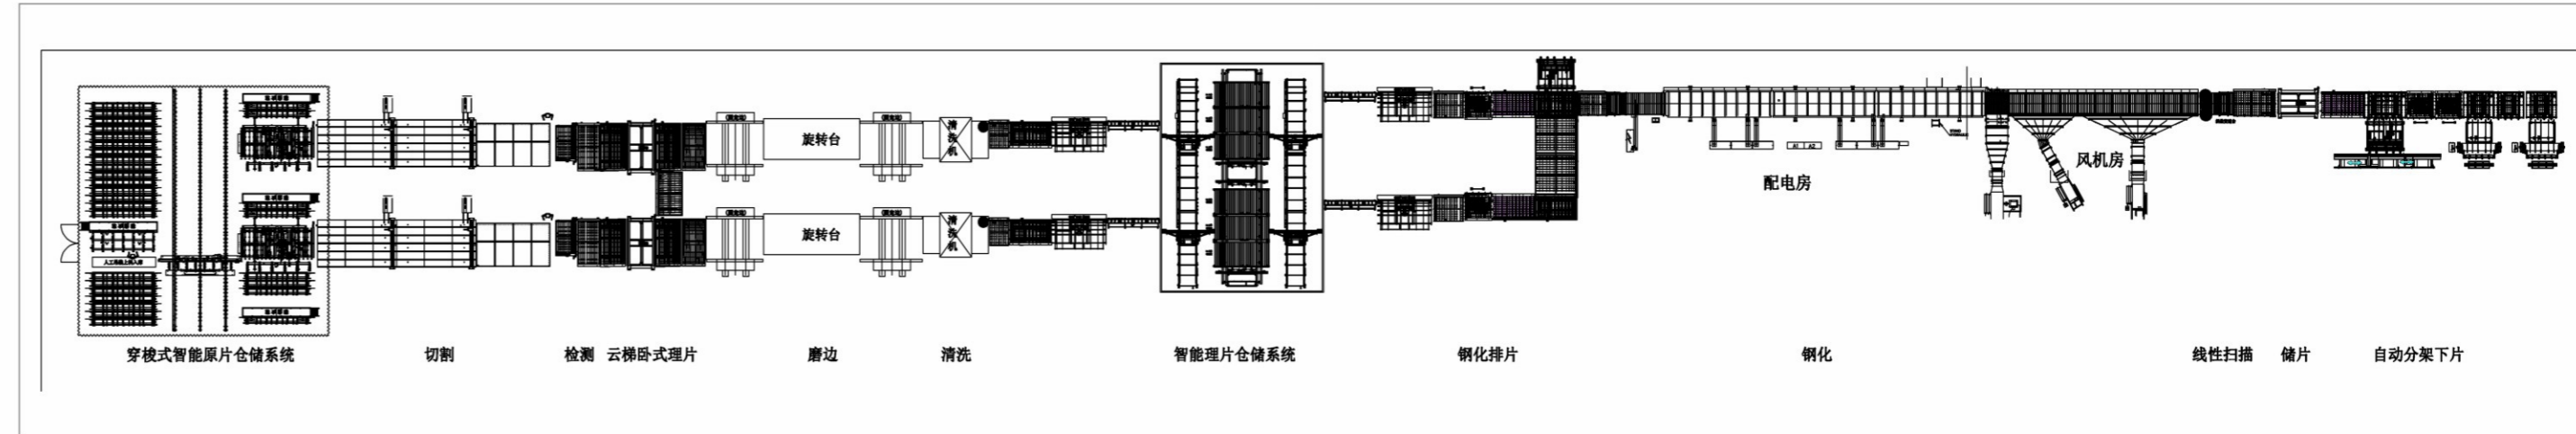 旋转台
清洗机
旋转台
清洗机
A1 A2
配电房
风机房
穿梭式智能原片仓储系统
切割
检测
云梯卧式理片
磨边
清洗
智能理片仓储系统
钢化排片
钢化
线性扫描
储片
自动分架下片